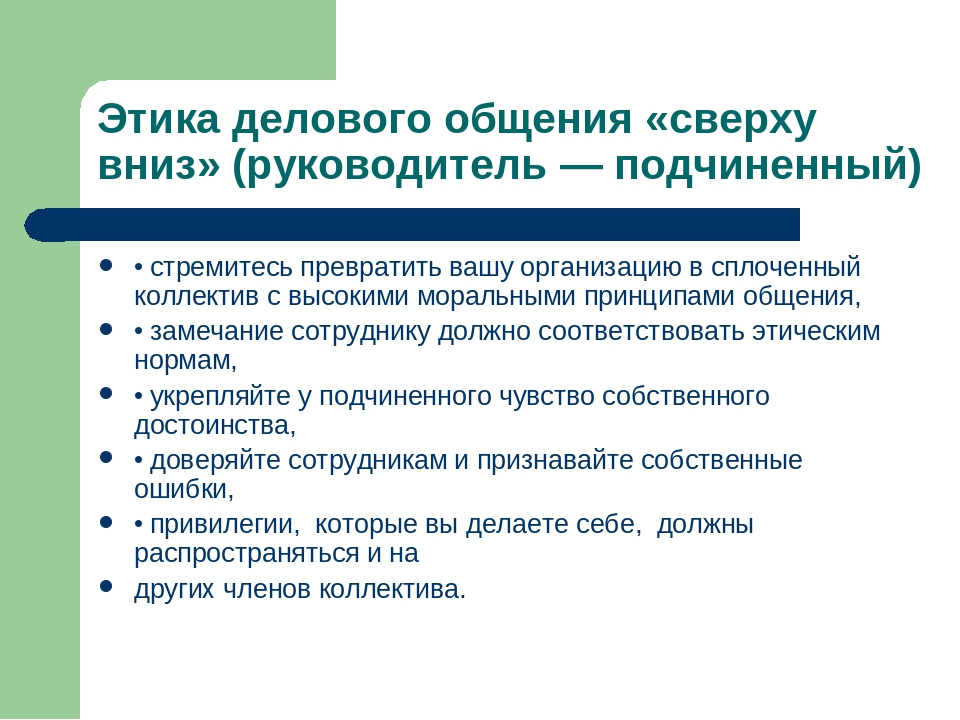 Этика делового общения «сверху
вниз» (руководитель — подчиненный)
• • стремитесь превратить вашу организацию в сплоченный
коллектив с высокими моральными принципами общения,
• • замечание сотруднику должно соответствовать этическим
нормам,
• • укрепляйте у подчиненного чувство собственного
достоинства,
• • доверяйте сотрудникам и признавайте собственные
ошибки,
• • привилегии,  которые вы делаете себе,  должны
распространяться и на
• других членов коллектива.